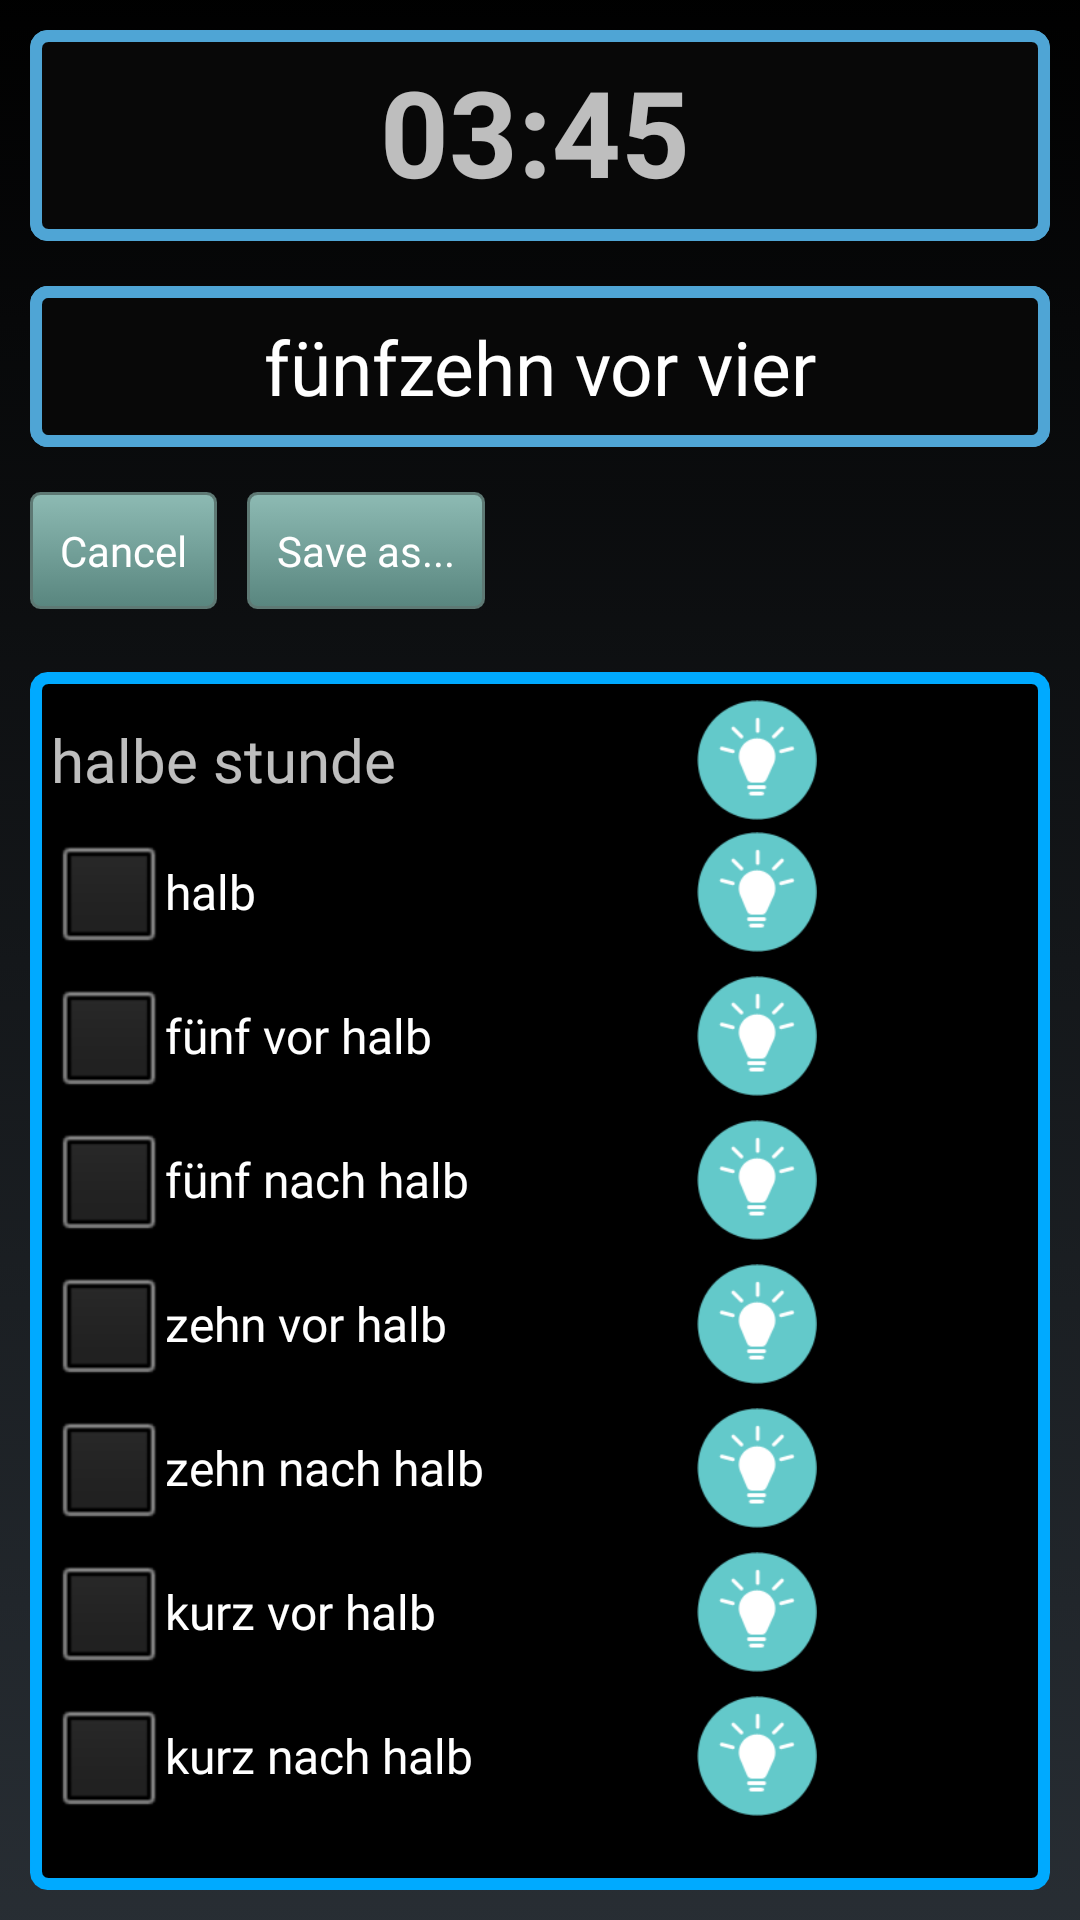 03:45
fünfzehn vor vier
Cancel
Save as...
halbe stunde
halb
fünf vor halb
fünf nach halb
zehn vor halb
zehn nach halb
kurz vor halb
kurz nach halb